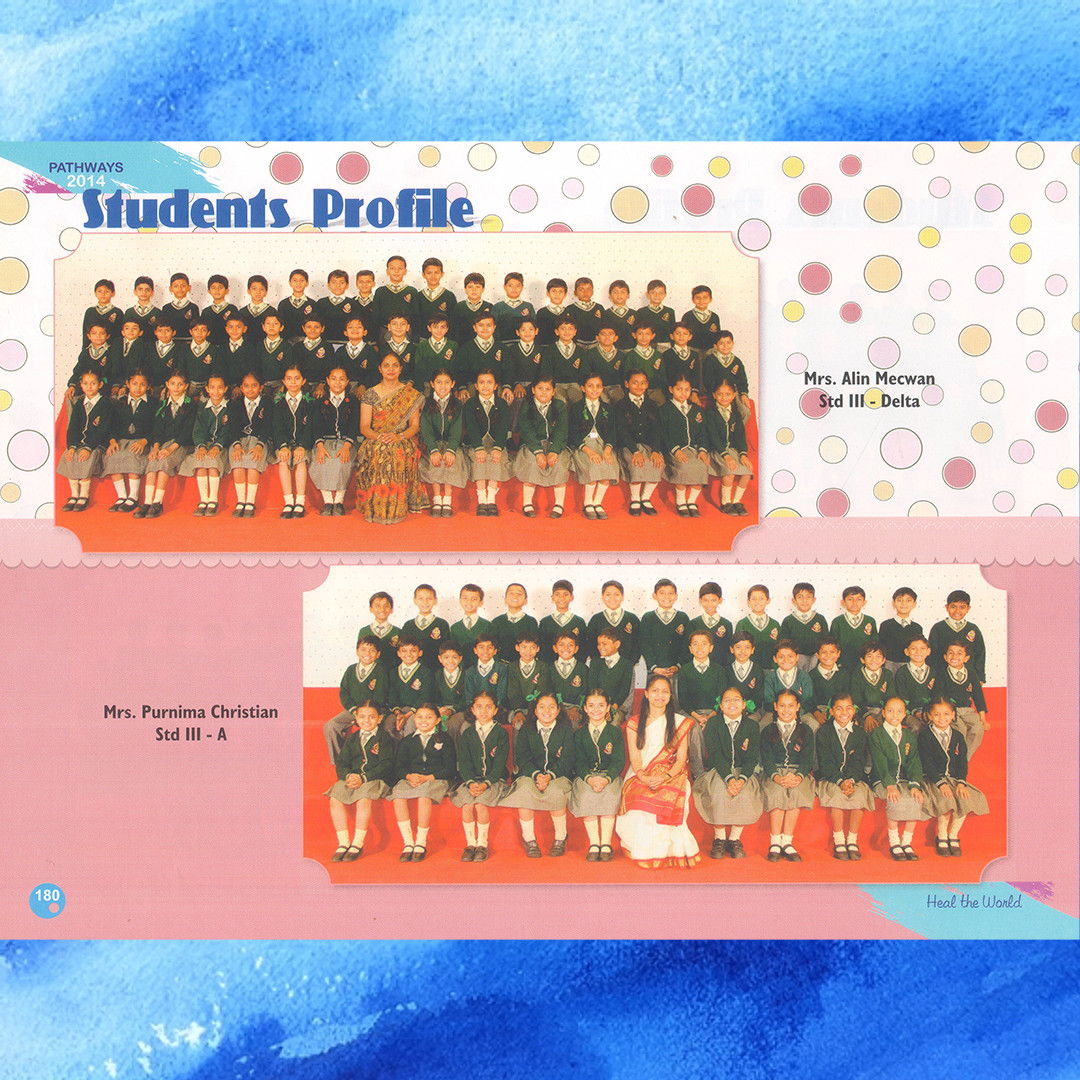 PATHWAYS
2014
Students Profile
Mrs. Alin Mecwan
Std III - Delta
Mrs. Purnima Christian
Std III - A
180
Heal the World